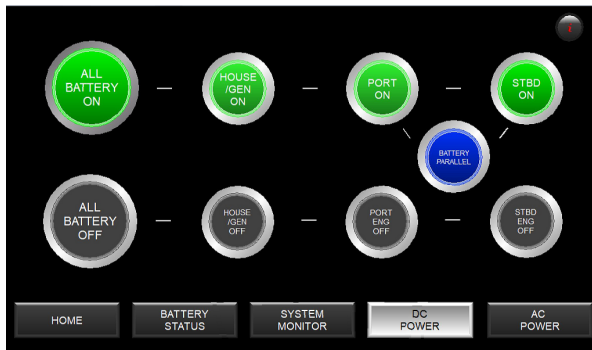 ALL
BATTERY
ON
HOUSE
/GEN
ON
PORT
ON
STBD
ON
BATTERY
PARALLEL
ALL
BATTERY
OFF
HOUSE
/GEN
OFF
PORT
ENG
OFF
STBD
ENG
OFF
HOME
BATTERY
STATUS
SYSTEM
MONITOR
DC
POWER
AC
POWER